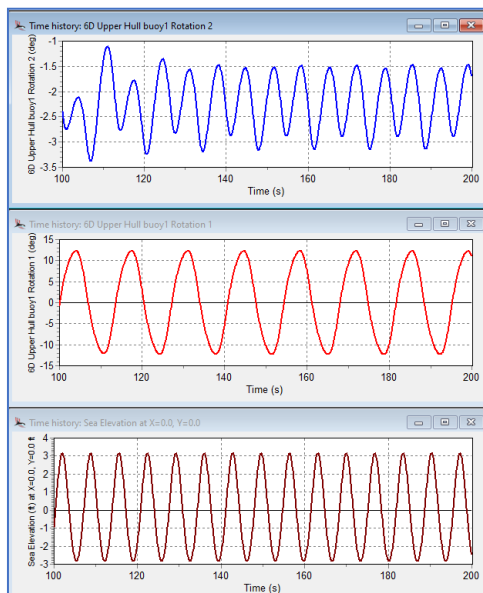 Time history: 6D Upper Hull buoy1 Rotation 2
6D Upper Hull buoy1 Rotation 2 (deg)
-1
-1.5
-2
-2.5
-3
-3.5
100 120 140 160 180 200
Time (s)
Time history: 6D Upper Hull buoy1 Rotation 1
6D Upper Hull buoy1 Rotation 1 (deg)
15
10
5
0
-5
-10
-15
100 120 140 160 180 200
Time (s)
Time history: Sea Elevation at X=0.0, Y=0.0
Sea Elevation (ft) at X=0.0, Y=0.0 ft
4
3
2
1
0
-1
-2
-3
100 120 140 160 180 200
Time (s)